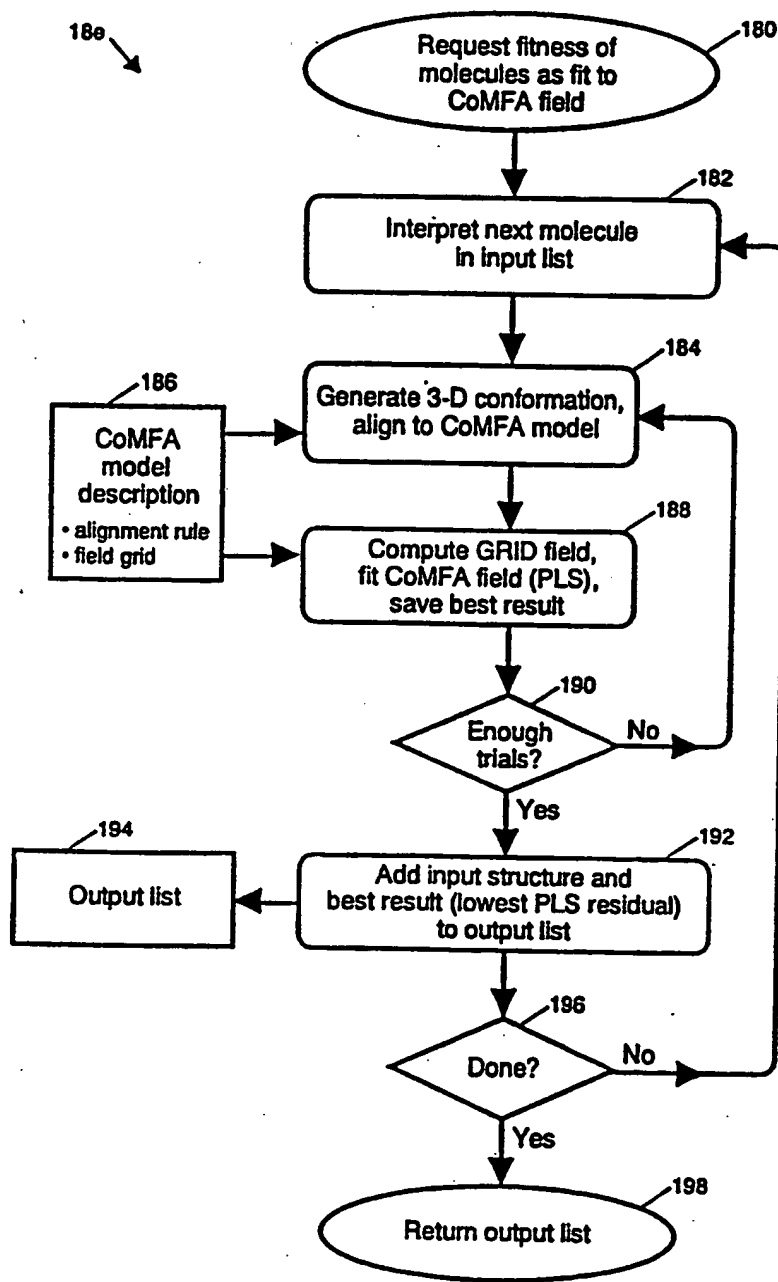 18e
180
Request fitness of
molecules as fit to
CoMFA field
182
Interpret next molecule
in input list
184
Generate 3-D conformation,
align to CoMFA model
186
CoMFA
model
description
• alignment rule
• field grid
188
Compute GRID field,
fit CoMFA field (PLS),
save best result
190
Enough
trials?
No
Yes
192
Add input structure and
best result (lowest PLS residual)
to output list
194
Output list
196
Done?
No
Yes
198
Return output list